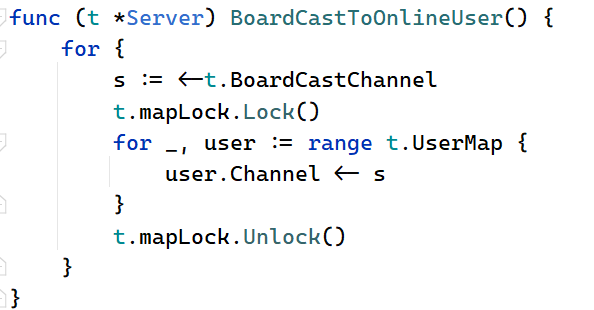 func (t *Server) BoardCastToOnlineUser() {
    for {
        s := <-t.BoardCastChannel
        t.mapLock.Lock()
        for _, user := range t.UserMap {
            user.Channel <- s
        }
        t.mapLock.Unlock()
    }
}